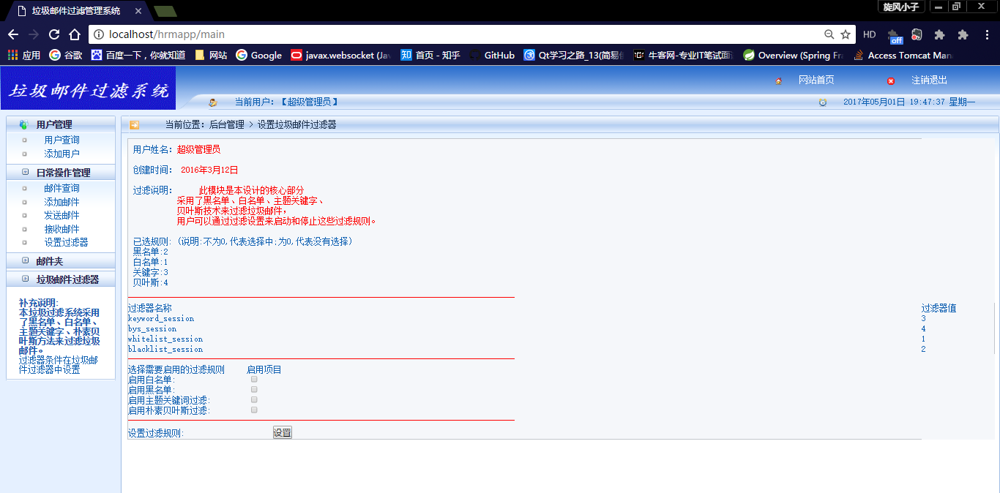 垃圾邮件过滤管理系统
旋风小子
localhost/hrmapp/main
HD
off
应用
谷歌
百度一下，你就知道
网站
Google
javax.websocket (Jav
首页 - 知乎
GitHub
Qt学习之路_13(简易俄
牛客网-专业IT笔试面试
Overview (Spring Fra
Access Tomcat Mana
垃圾邮件过滤系统
网站首页
注销退出
当前用户：【超级管理员】
2017年05月01日 19:47:37 星期一
用户管理
用户查询
添加用户
日常操作管理
邮件查询
添加邮件
发送邮件
接收邮件
设置过滤器
邮件夹
垃圾邮件过滤器
补充说明:
本垃圾过滤系统采用
了黑名单、白名单、
主题关键字、朴素贝
叶斯方法来过滤垃圾
邮件。
过滤器条件在垃圾邮
件过滤器中设置
当前位置：后台管理 > 设置垃圾邮件过滤器
用户姓名：超级管理员
创建时间： 2016年3月12日
过滤说明： 此模块是本设计的核心部分
采用了黑名单、白名单、主题关键字、
贝叶斯技术来过滤垃圾邮件，
用户可以通过过滤设置来启动和停止这些过滤规则。
已选规则:（说明:不为0,代表选择中;为0,代表没有选择）
黑名单:2
白名单:1
关键字:3
贝叶斯:4
过滤器名称 过滤器值
keyword_session 3
bys_session 4
whitelist_session 1
blacklist_session 2
选择需要启用的过滤规则 启用项目
启用白名单:
启用黑名单:
启用主题关键词过滤:
启用朴素贝叶斯过滤:
设置过滤规则: 设置